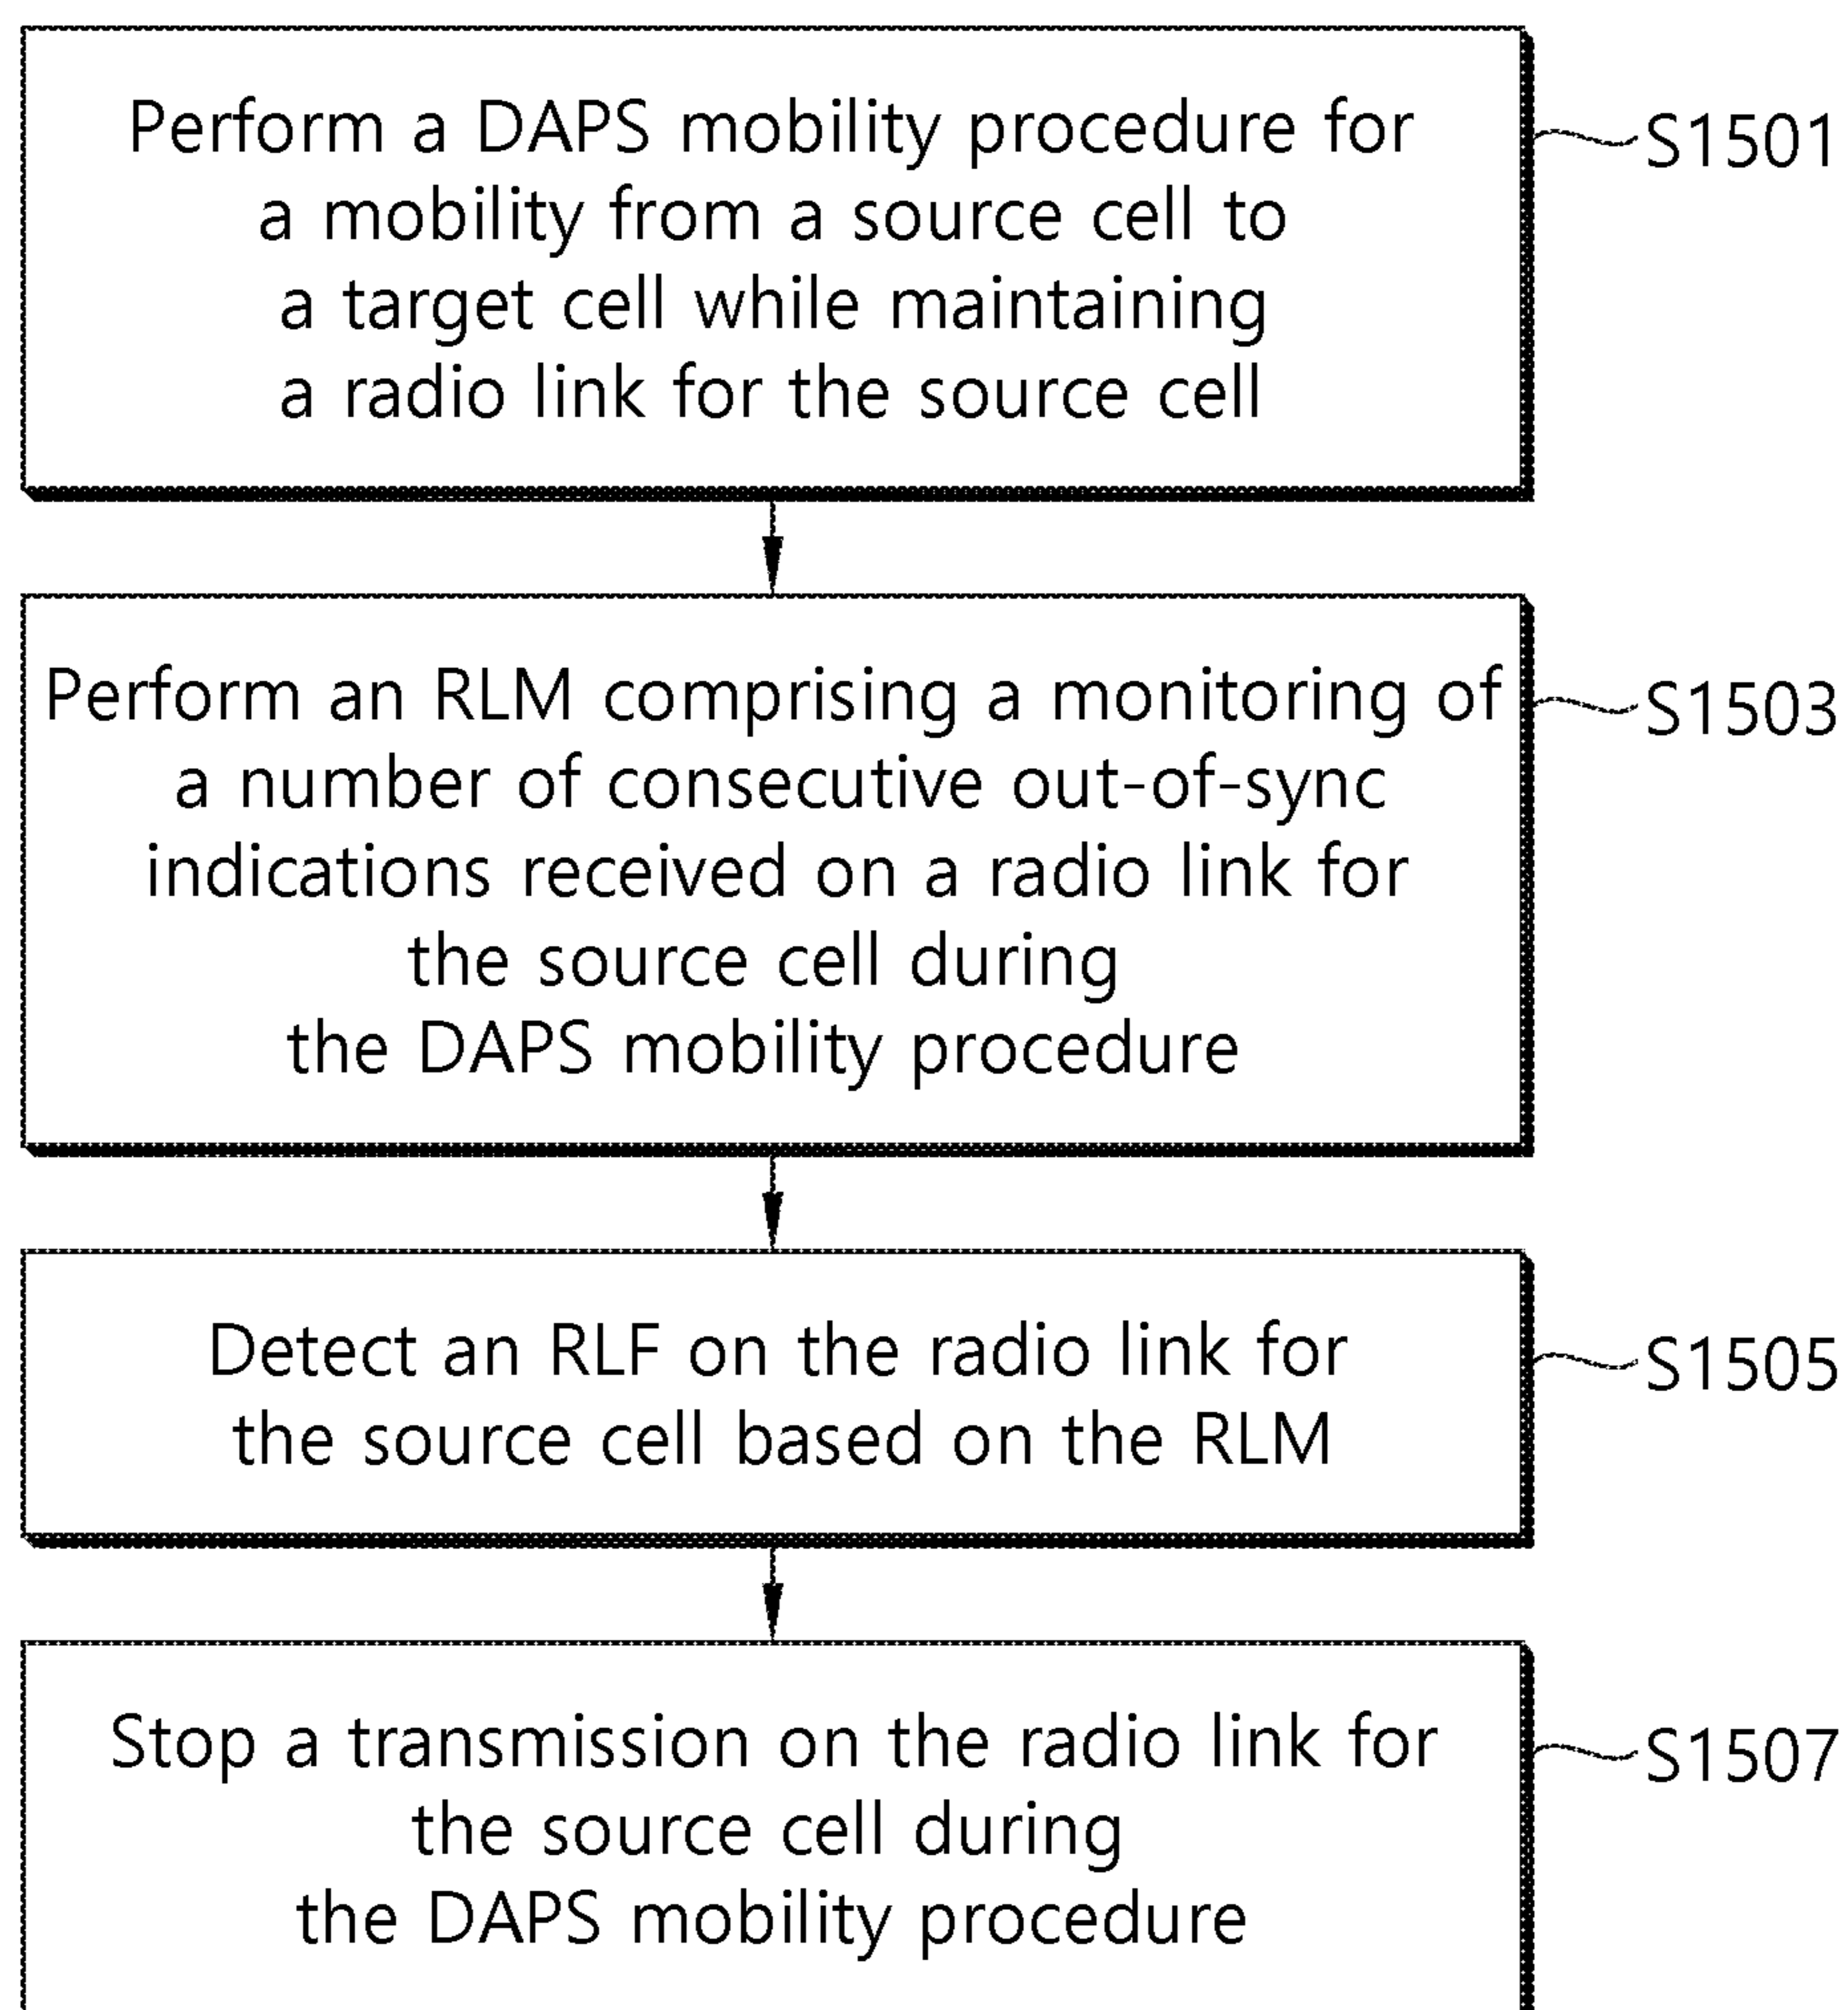 Perform a DAPS mobility procedure for
a mobility from a source cell to
a target cell while maintaining
a radio link for the source cell
S1501
Perform an RLM comprising a monitoring of
a number of consecutive out-of-sync
indications received on a radio link for
the source cell during
the DAPS mobility procedure
S1503
Detect an RLF on the radio link for
the source cell based on the RLM
S1505
Stop a transmission on the radio link for
the source cell during
the DAPS mobility procedure
S1507